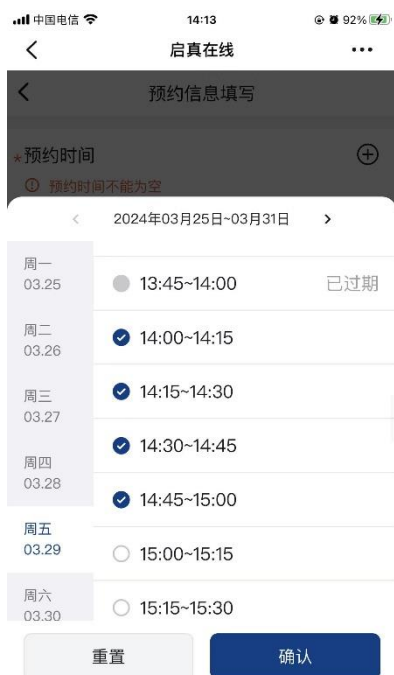 中国电信 14:13 92%
启真在线
预约信息填写
*预约时间
预约时间不能为空
2024年03月25日~03月31日
周一
03.25
13:45~14:00 已过期
周二
03.26
14:00~14:15
周三
03.27
14:15~14:30
周四
03.28
14:30~14:45
14:45~15:00
周五
03.29
15:00~15:15
周六
03.30
15:15~15:30
重置 确认